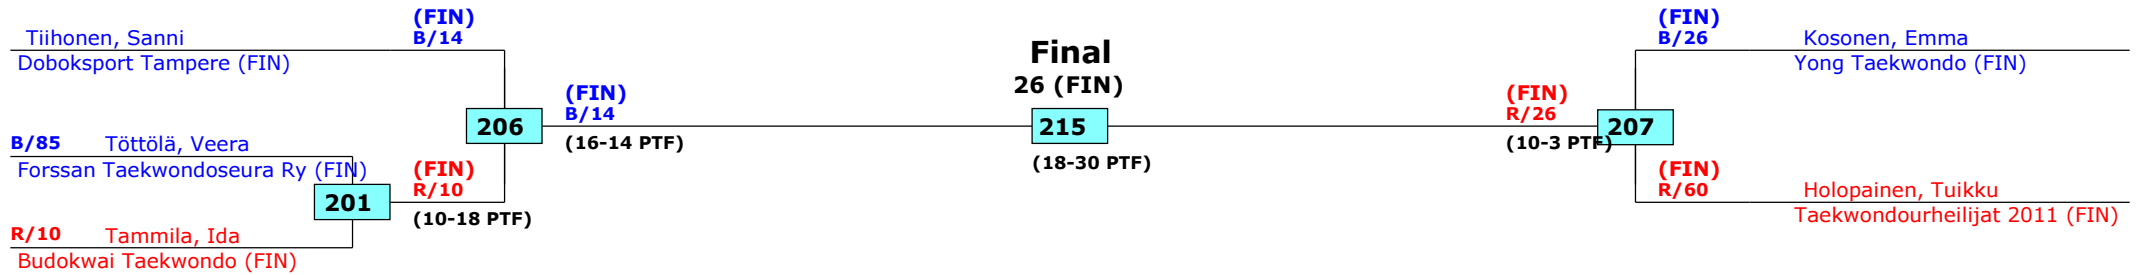 (FIN)
B/14
Tiihonen, Sanni
Doboksport Tampere (FIN)
B/85 Töttölä, Veera
Forssan Taekwondoseura Ry (FIN)
201
R/10 Tammila, Ida
Budokwai Taekwondo (FIN)
(FIN)
R/10
(10-18 PTF)
206
(FIN)
B/14
(16-14 PTF)
Final
26 (FIN)
215
(18-30 PTF)
(FIN)
R/26
(10-3 PTF)
207
(FIN)
B/26
Kosonen, Emma
Yong Taekwondo (FIN)
(FIN)
R/60
Holopainen, Tuikku
Taekwondourheilijat 2011 (FIN)